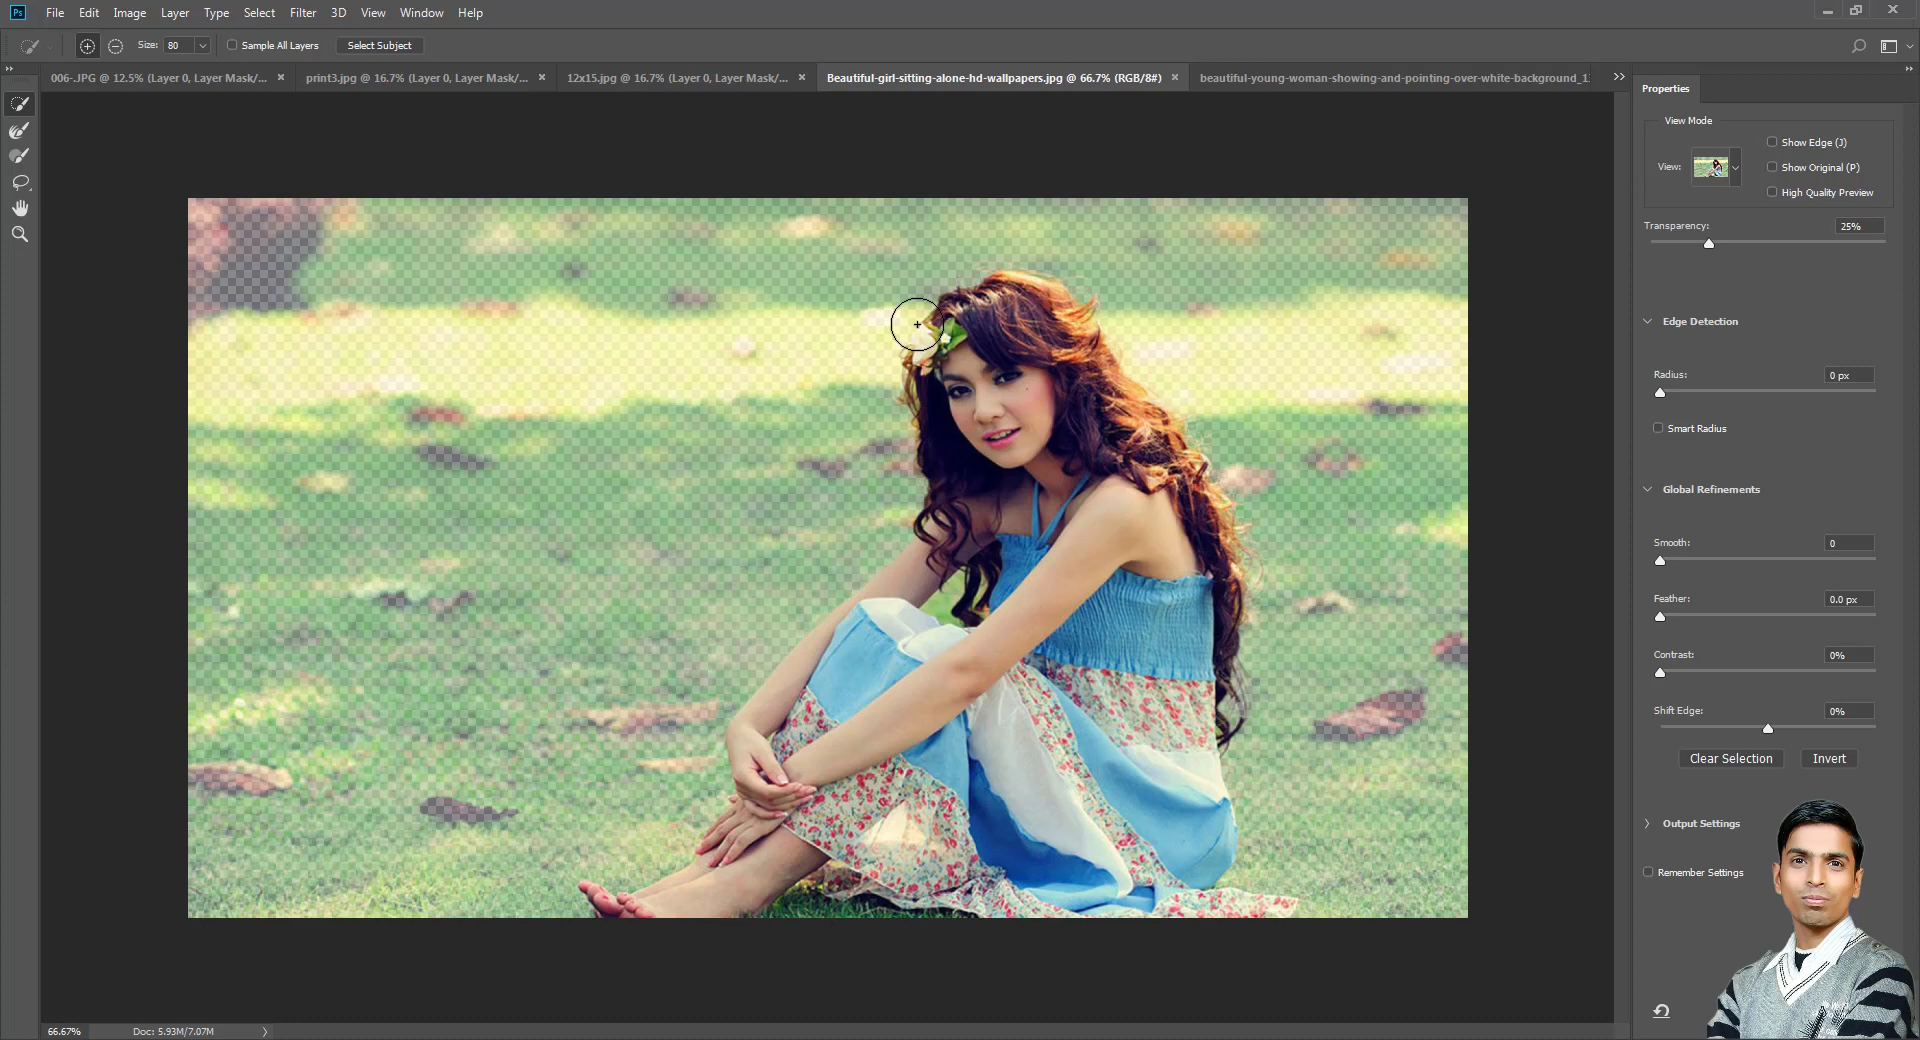 Ps File Edit Image Layer Type Select Filter 3D View Window Help
Size: 80 Sample All Layers Select Subject
006-.JPG @ 12.5% (Layer 0, Layer Mask/... × print3.jpg @ 16.7% (Layer 0, Layer Mask/... × 12x15.jpg @ 16.7% (Layer 0, Layer Mask/... × Beautiful-girl-sitting-alone-hd-wallpapers.jpg @ 66.7% (RGB/8#) × beautiful-young-woman-showing-and-pointing-over-white-background_1
Properties
View Mode
View:
Show Edge (J)
Show Original (P)
High Quality Preview
Transparency: 25%
Edge Detection
Radius: 0 px
Smart Radius
Global Refinements
Smooth: 0
Feather: 0.0 px
Contrast: 0%
Shift Edge: 0%
Clear Selection Invert
Output Settings
Remember Settings
66.67% Doc: 5.93M/7.07M